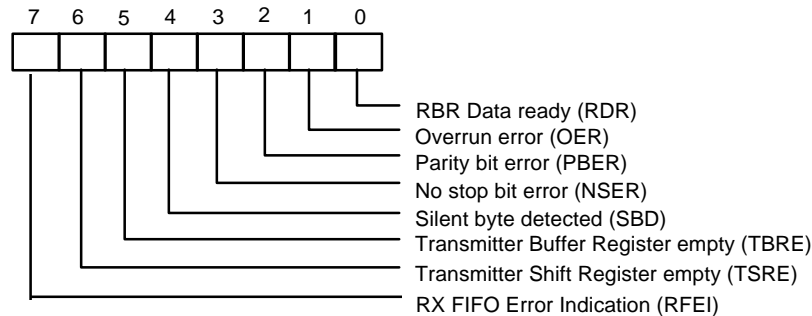 7 6 5 4 3 2 1 0
RBR Data ready (RDR)
Overrun error (OER)
Parity bit error (PBER)
No stop bit error (NSER)
Silent byte detected (SBD)
Transmitter Buffer Register empty (TBRE)
Transmitter Shift Register empty (TSRE)
RX FIFO Error Indication (RFEI)